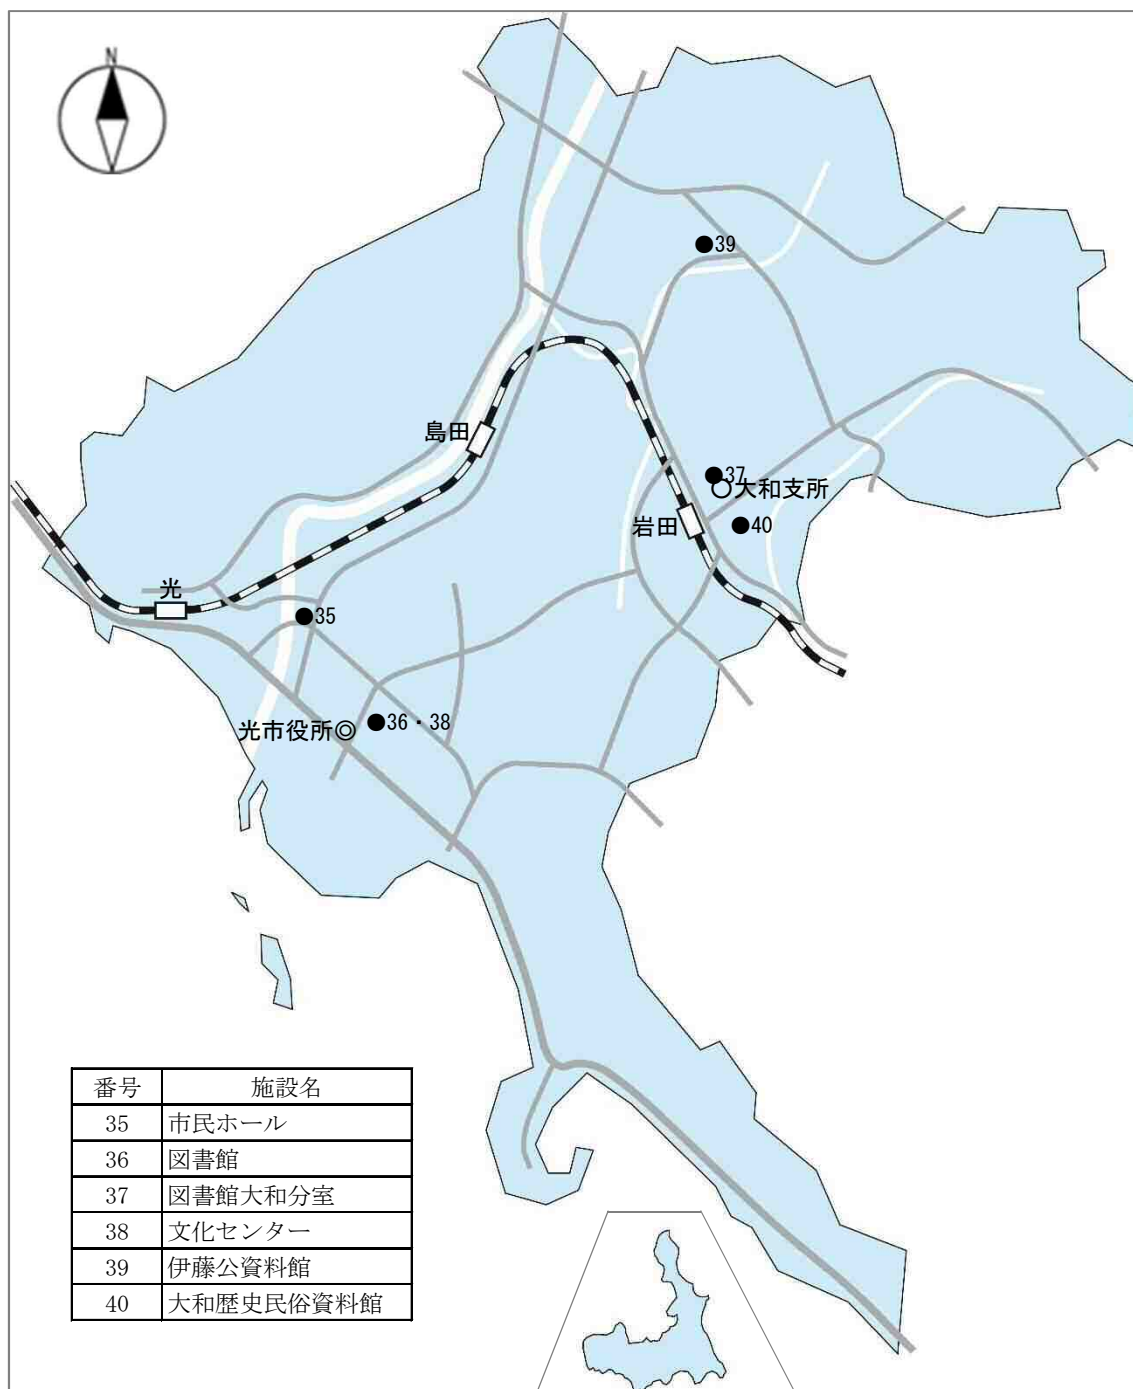 N
●39
島田
●37
○大和支所
岩田
●40
光
●35
光市役所◎
●36・38
番号 施設名
35 市民ホール
36 図書館
37 図書館大和分室
38 文化センター
39 伊藤公資料館
40 大和歴史民俗資料館